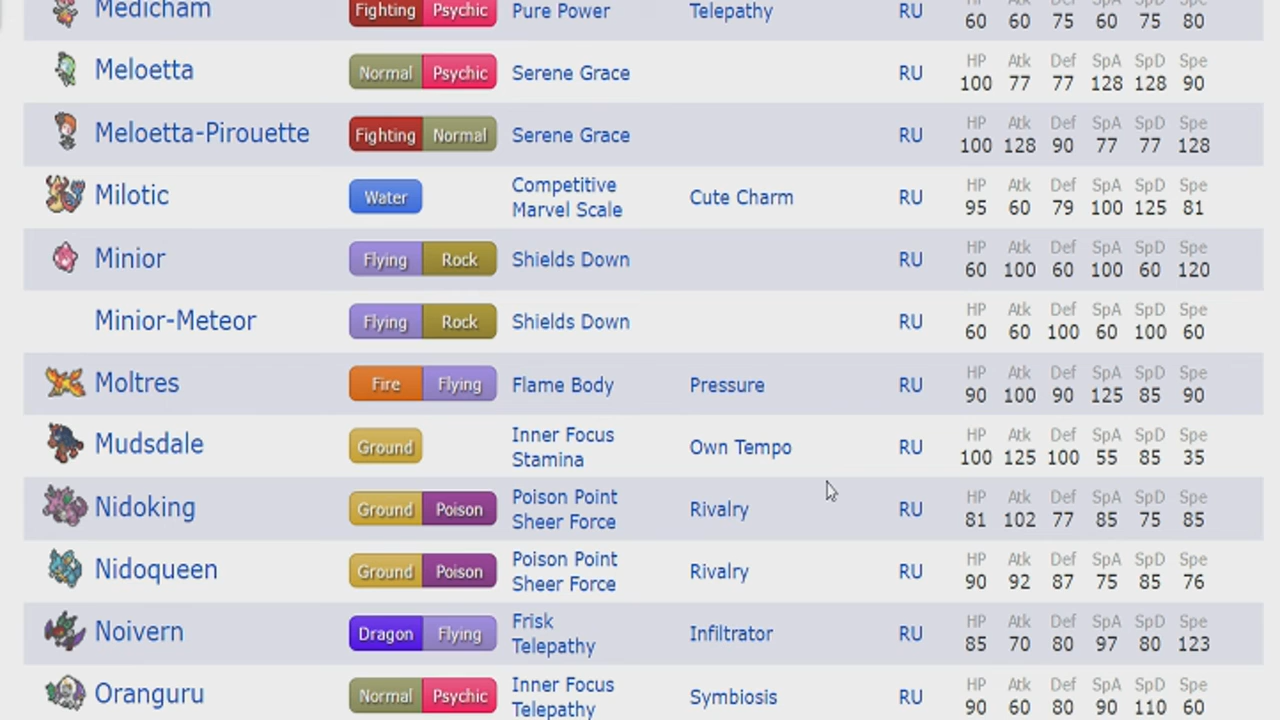 Medicham Fighting Psychic Pure Power Telepathy RU HP Atk Def SpA SpD Spe
60 60 75 60 75 80
Meloetta Normal Psychic Serene Grace RU HP Atk Def SpA SpD Spe
100 77 77 128 128 90
Meloetta-Pirouette Fighting Normal Serene Grace RU HP Atk Def SpA SpD Spe
100 128 90 77 77 128
Milotic Water Competitive Marvel Scale Cute Charm RU HP Atk Def SpA SpD Spe
95 60 79 100 125 81
Minior Flying Rock Shields Down RU HP Atk Def SpA SpD Spe
60 100 60 100 60 120
Minior-Meteor Flying Rock Shields Down RU HP Atk Def SpA SpD Spe
60 60 100 60 100 60
Moltres Fire Flying Flame Body Pressure RU HP Atk Def SpA SpD Spe
90 100 90 125 85 90
Mudsdale Ground Inner Focus Stamina Own Tempo RU HP Atk Def SpA SpD Spe
100 125 100 55 85 35
Nidoking Ground Poison Poison Point Sheer Force Rivalry RU HP Atk Def SpA SpD Spe
81 102 77 85 75 85
Nidoqueen Ground Poison Poison Point Sheer Force Rivalry RU HP Atk Def SpA SpD Spe
90 92 87 75 85 76
Noivern Dragon Flying Frisk Telepathy Infiltrator RU HP Atk Def SpA SpD Spe
85 70 80 97 80 123
Oranguru Normal Psychic Inner Focus Telepathy Symbiosis RU HP Atk Def SpA SpD Spe
90 60 80 90 110 60